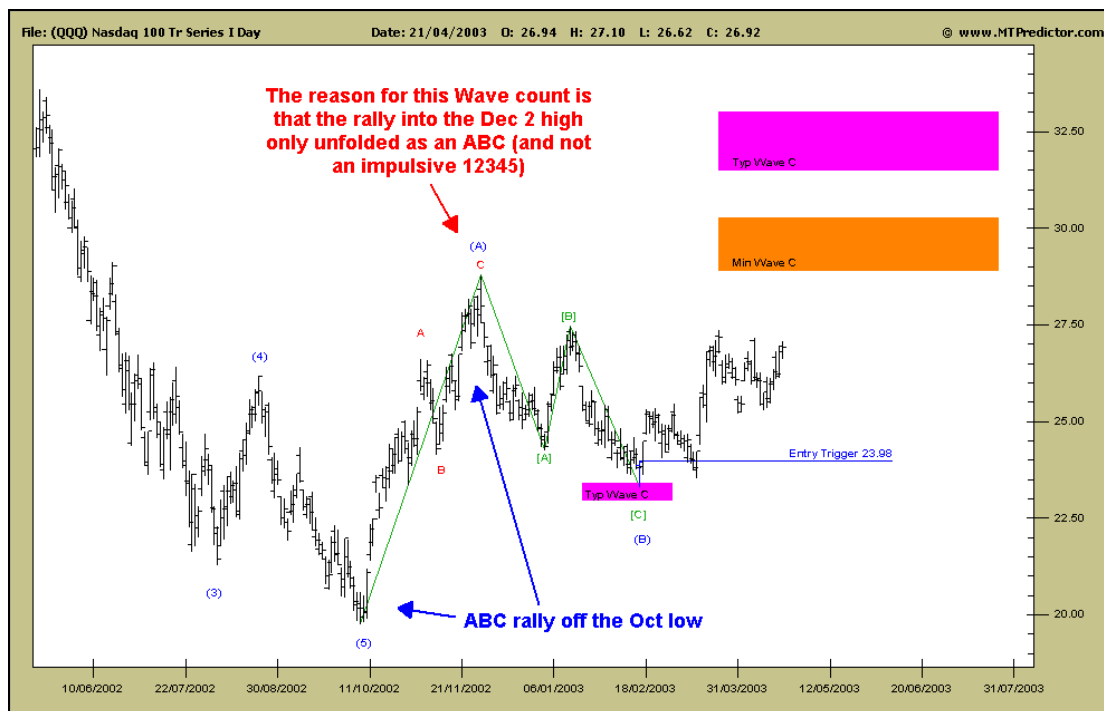 File: (QQQ) Nasdaq 100 Tr Series I Day Date: 21/04/2003 O: 26.94 H: 27.10 L: 26.62 C: 26.92 @ www.MTPredictor.com
The reason for this Wave count is
that the rally into the Dec 2 high
only unfolded as an ABC (and not
an impulsive 12345)
32.50
Typ Wave C
30.00
(A)
C
Min Wave C
27.50
[B]
A
(4)
25.00
B
[A]
Entry Trigger 23.98
Typ Wave C
22.50
[C]
(B)
(3)
20.00
ABC rally off the Oct low
(5)
10/06/2002 22/07/2002 30/08/2002 11/10/2002 21/11/2002 06/01/2003 18/02/2003 31/03/2003 12/05/2003 20/06/2003 31/07/2003